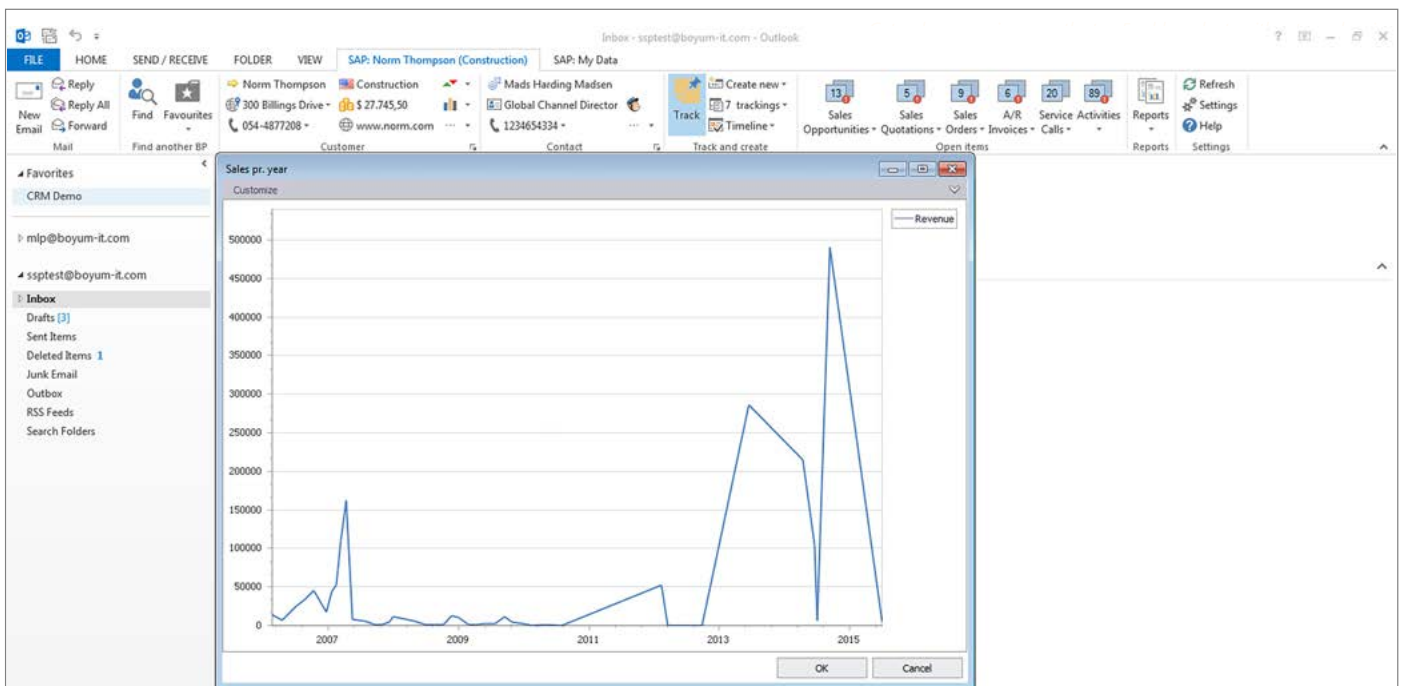 Inbox - ssptest@boyum-it.com - Outlook
FILE HOME SEND / RECEIVE FOLDER VIEW SAP: Norm Thompson (Construction) SAP: My Data
New Email
Reply
Reply All
Forward
Mail
Find
Favourites
Find another BP
Norm Thompson
300 Billings Drive
054-4877208
Construction
$ 27.745,50
www.norm.com
Customer
Mads Harding Madsen
Global Channel Director
1234654334
Contact
Track
Create new
7 trackings
Timeline
Track and create
13
Sales
Opportunities
5
Sales
Quotations
9
Sales
Orders
6
A/R
Invoices
20
Service
Calls
89
Activities
Open items
Reports
Reports
Refresh
Settings
Help
Settings
Favorites
CRM Demo
mlp@boyum-it.com
ssptest@boyum-it.com
Inbox
Drafts [3]
Sent Items
Deleted Items 1
Junk Email
Outbox
RSS Feeds
Search Folders
Sales pr. year
Customize
Revenue
500000
450000
400000
350000
300000
250000
200000
150000
100000
50000
0
2007 2009 2011 2013 2015
OK Cancel